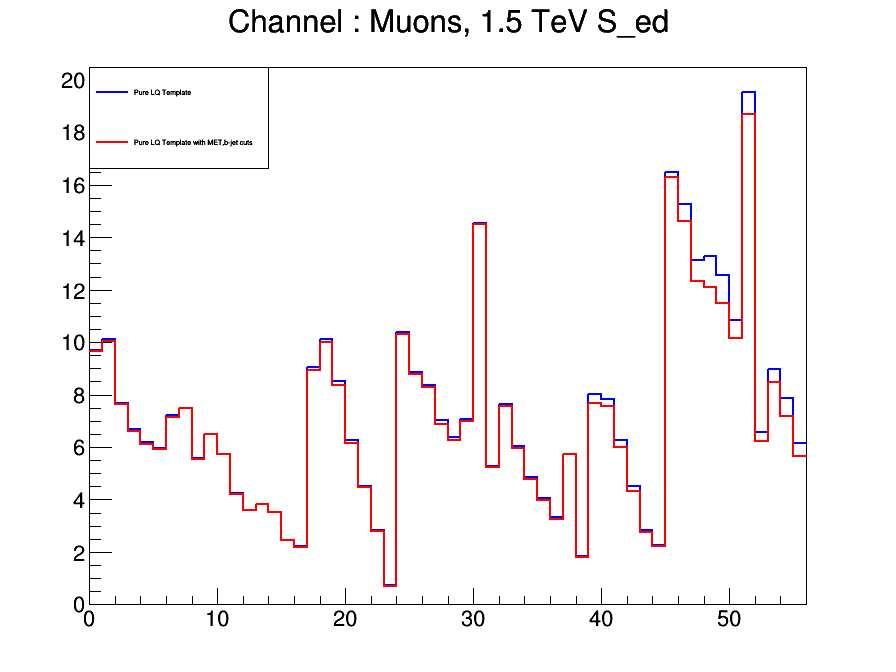 Channel : Muons, 1.5 TeV S_ed
20
Pure LQ Template
18
Pure LQ Template with MET,b-jet cuts
16
14
12
10
8
6
4
2
0
0 10 20 30 40 50